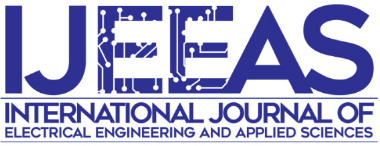 IJEEAS
INTERNATIONAL JOURNAL OF
ELECTRICAL ENGINEERING AND APPLIED SCIENCES